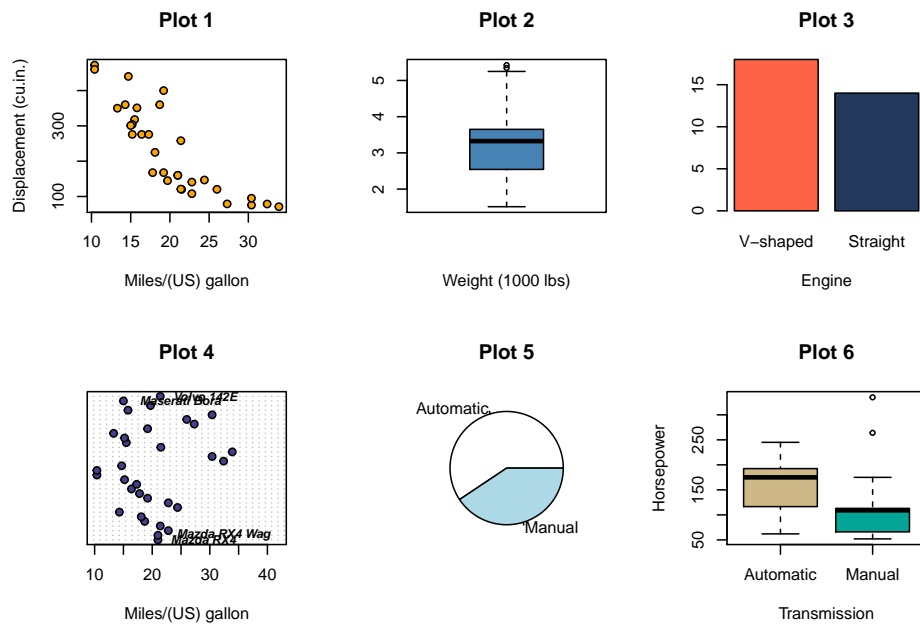 Plot 1
Displacement (cu.in.)
100
300
10 15 20 25 30
Miles/(US) gallon
Plot 2
2
3
4
5
Weight (1000 lbs)
Plot 3
0
5
10
15
V−shaped Straight
Engine
Plot 4
Volvo 142E
Maserati Bora
Mazda RX4 Wag
Mazda RX4
10 20 30 40
Miles/(US) gallon
Plot 5
Automatic
Manual
Plot 6
Horsepower
50
150
250
Automatic Manual
Transmission